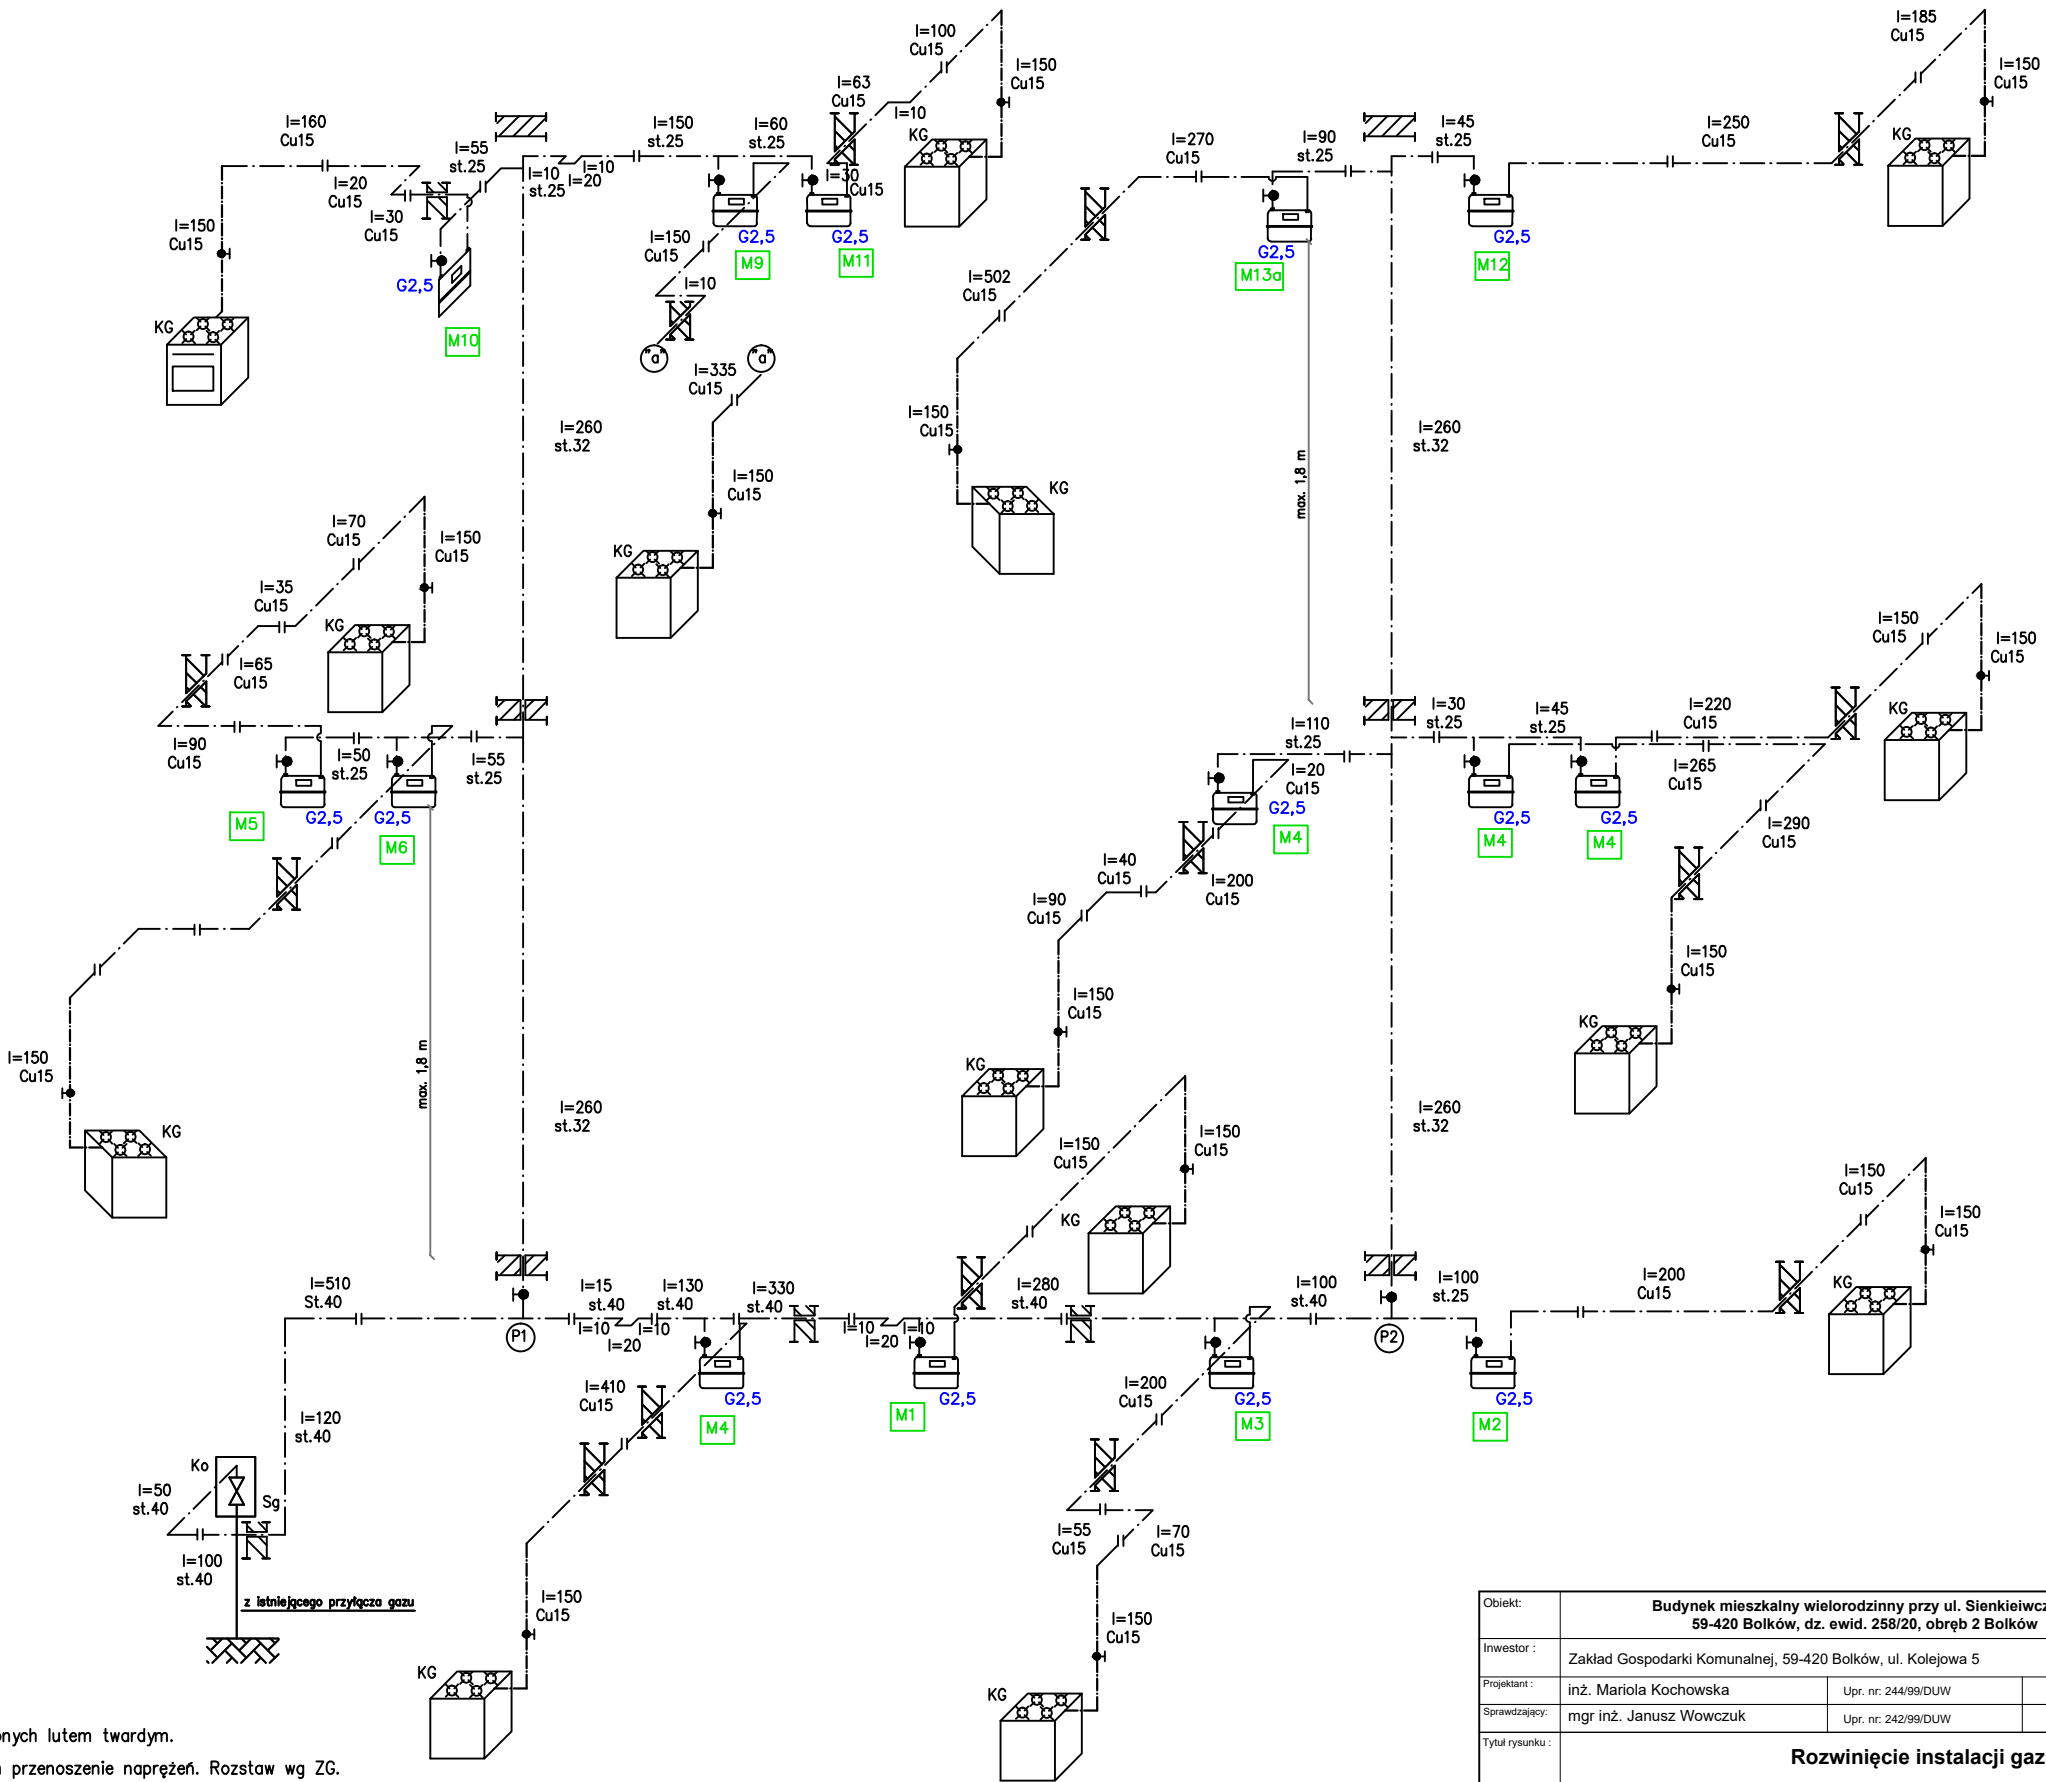 l=160
Cu15
l=55
st.25
l=150
st.25
l=60
st.25
l=63
Cu15
l=100
Cu15
l=10
l=150
Cu15
KG
l=270
Cu15
l=90
st.25
l=45
st.25
l=250
Cu15
l=185
Cu15
l=150
Cu15
KG
l=20
Cu15
l=30
Cu15
l=10
st.25
l=10
l=20
l=30
Cu15
l=150
Cu15
G2,5
M10
KG
l=150
Cu15
G2,5
M9
G2,5
M11
l=10
"a"
"a"
l=335
Cu15
l=150
Cu15
KG
l=502
Cu15
G2,5
M13a
G2,5
M12
l=150
Cu15
KG
l=260
st.32
l=260
st.32
max. 1,8 m
l=70
Cu15
l=150
Cu15
l=35
Cu15
KG
l=65
Cu15
l=90
Cu15
l=50
st.25
l=55
st.25
M5
G2,5
G2,5
M6
l=150
Cu15
KG
max. 1,8 m
l=260
st.32
l=110
st.25
l=20
Cu15
G2,5
M4
l=40
Cu15
l=200
Cu15
l=90
Cu15
l=150
Cu15
KG
l=30
st.25
l=45
st.25
l=220
Cu15
l=265
Cu15
l=150
Cu15
l=150
Cu15
KG
G2,5
M4
G2,5
M4
l=290
Cu15
l=150
Cu15
KG
l=260
st.32
l=150
Cu15
l=150
Cu15
KG
l=150
Cu15
l=150
Cu15
KG
l=510
St.40
P1
l=15
st.40
l=130
st.40
l=330
st.40
l=10
l=20
l=10
l=10
l=20
l=10
l=280
st.40
l=100
st.40
P2
l=100
st.25
l=200
Cu15
G2,5
M4
G2,5
M1
G2,5
M3
G2,5
M2
l=410
Cu15
l=200
Cu15
l=120
st.40
Ko
Sg
l=50
st.40
l=100
st.40
z istniejącego przyłącza gazu
l=150
Cu15
KG
l=55
Cu15
l=70
Cu15
l=150
Cu15
KG
onych lutem twardym.
przenoszenie naprężeń. Rozstaw wg ZG.
Obiekt:
Budynek mieszkalny wielorodzinny przy ul. Sienkieiwcz
59-420 Bolków, dz. ewid. 258/20, obręb 2 Bolków
Inwestor :
Zakład Gospodarki Komunalnej, 59-420 Bolków, ul. Kolejowa 5
Projektant :
inż. Mariola Kochowska
Upr. nr: 244/99/DUW
Sprawdzający:
mgr inż. Janusz Wowczuk
Upr. nr: 242/99/DUW
Tytuł rysunku :
Rozwinięcie instalacji gaz